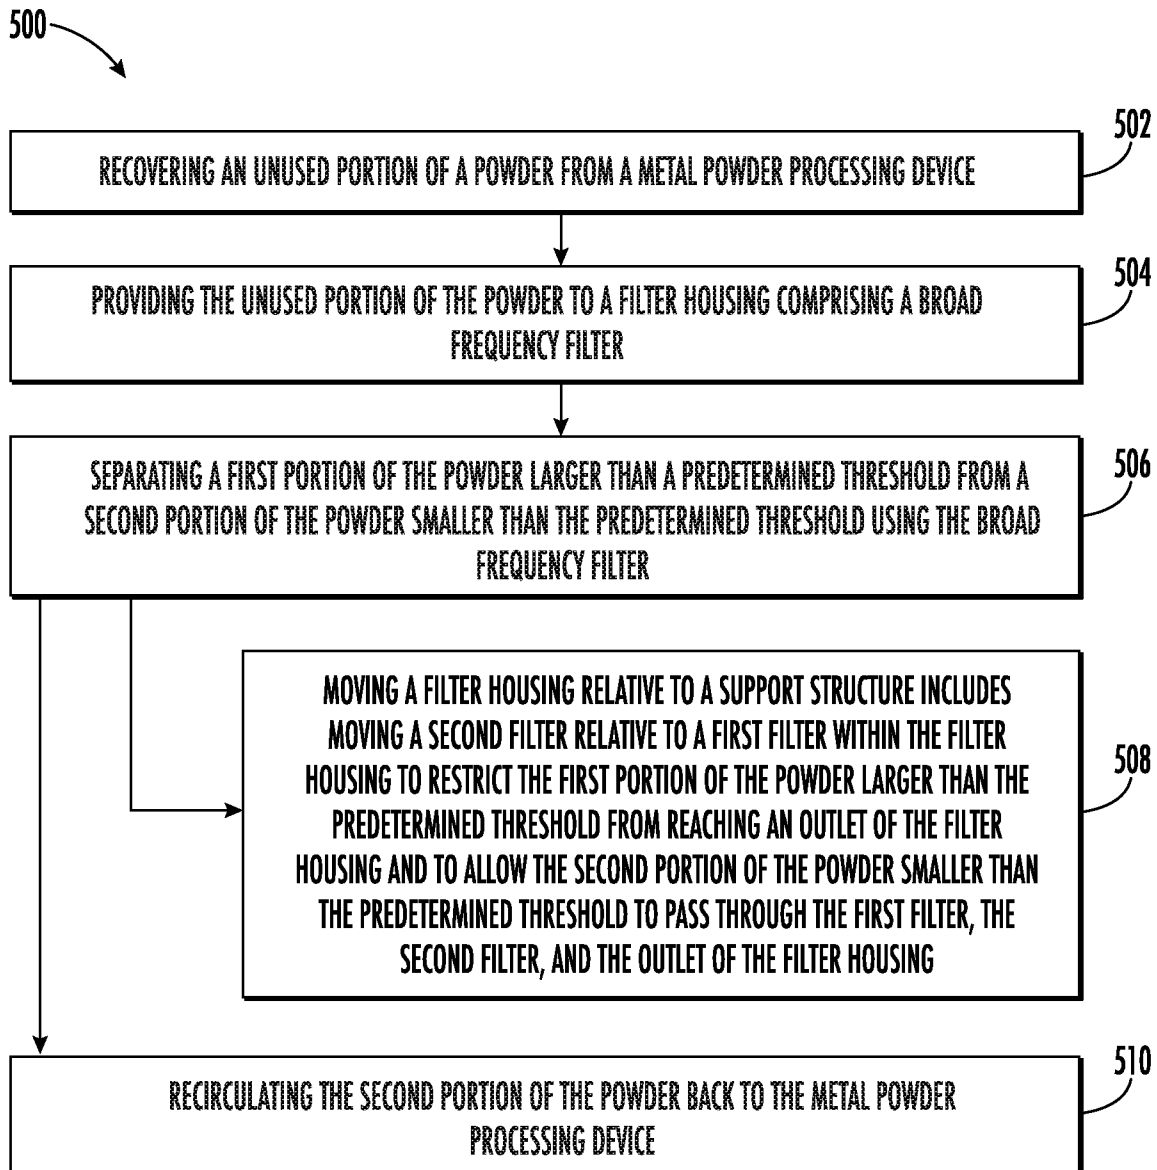 500
502
RECOVERING AN UNUSED PORTION OF A POWDER FROM A METAL POWDER PROCESSING DEVICE
504
PROVIDING THE UNUSED PORTION OF THE POWDER TO A FILTER HOUSING COMPRISING A BROAD
FREQUENCY FILTER
506
SEPARATING A FIRST PORTION OF THE POWDER LARGER THAN A PREDETERMINED THRESHOLD FROM A
SECOND PORTION OF THE POWDER SMALLER THAN THE PREDETERMINED THRESHOLD USING THE BROAD
FREQUENCY FILTER
508
MOVING A FILTER HOUSING RELATIVE TO A SUPPORT STRUCTURE INCLUDES
MOVING A SECOND FILTER RELATIVE TO A FIRST FILTER WITHIN THE FILTER
HOUSING TO RESTRICT THE FIRST PORTION OF THE POWDER LARGER THAN THE
PREDETERMINED THRESHOLD FROM REACHING AN OUTLET OF THE FILTER
HOUSING AND TO ALLOW THE SECOND PORTION OF THE POWDER SMALLER THAN
THE PREDETERMINED THRESHOLD TO PASS THROUGH THE FIRST FILTER, THE
SECOND FILTER, AND THE OUTLET OF THE FILTER HOUSING
510
RECIRCULATING THE SECOND PORTION OF THE POWDER BACK TO THE METAL POWDER
PROCESSING DEVICE